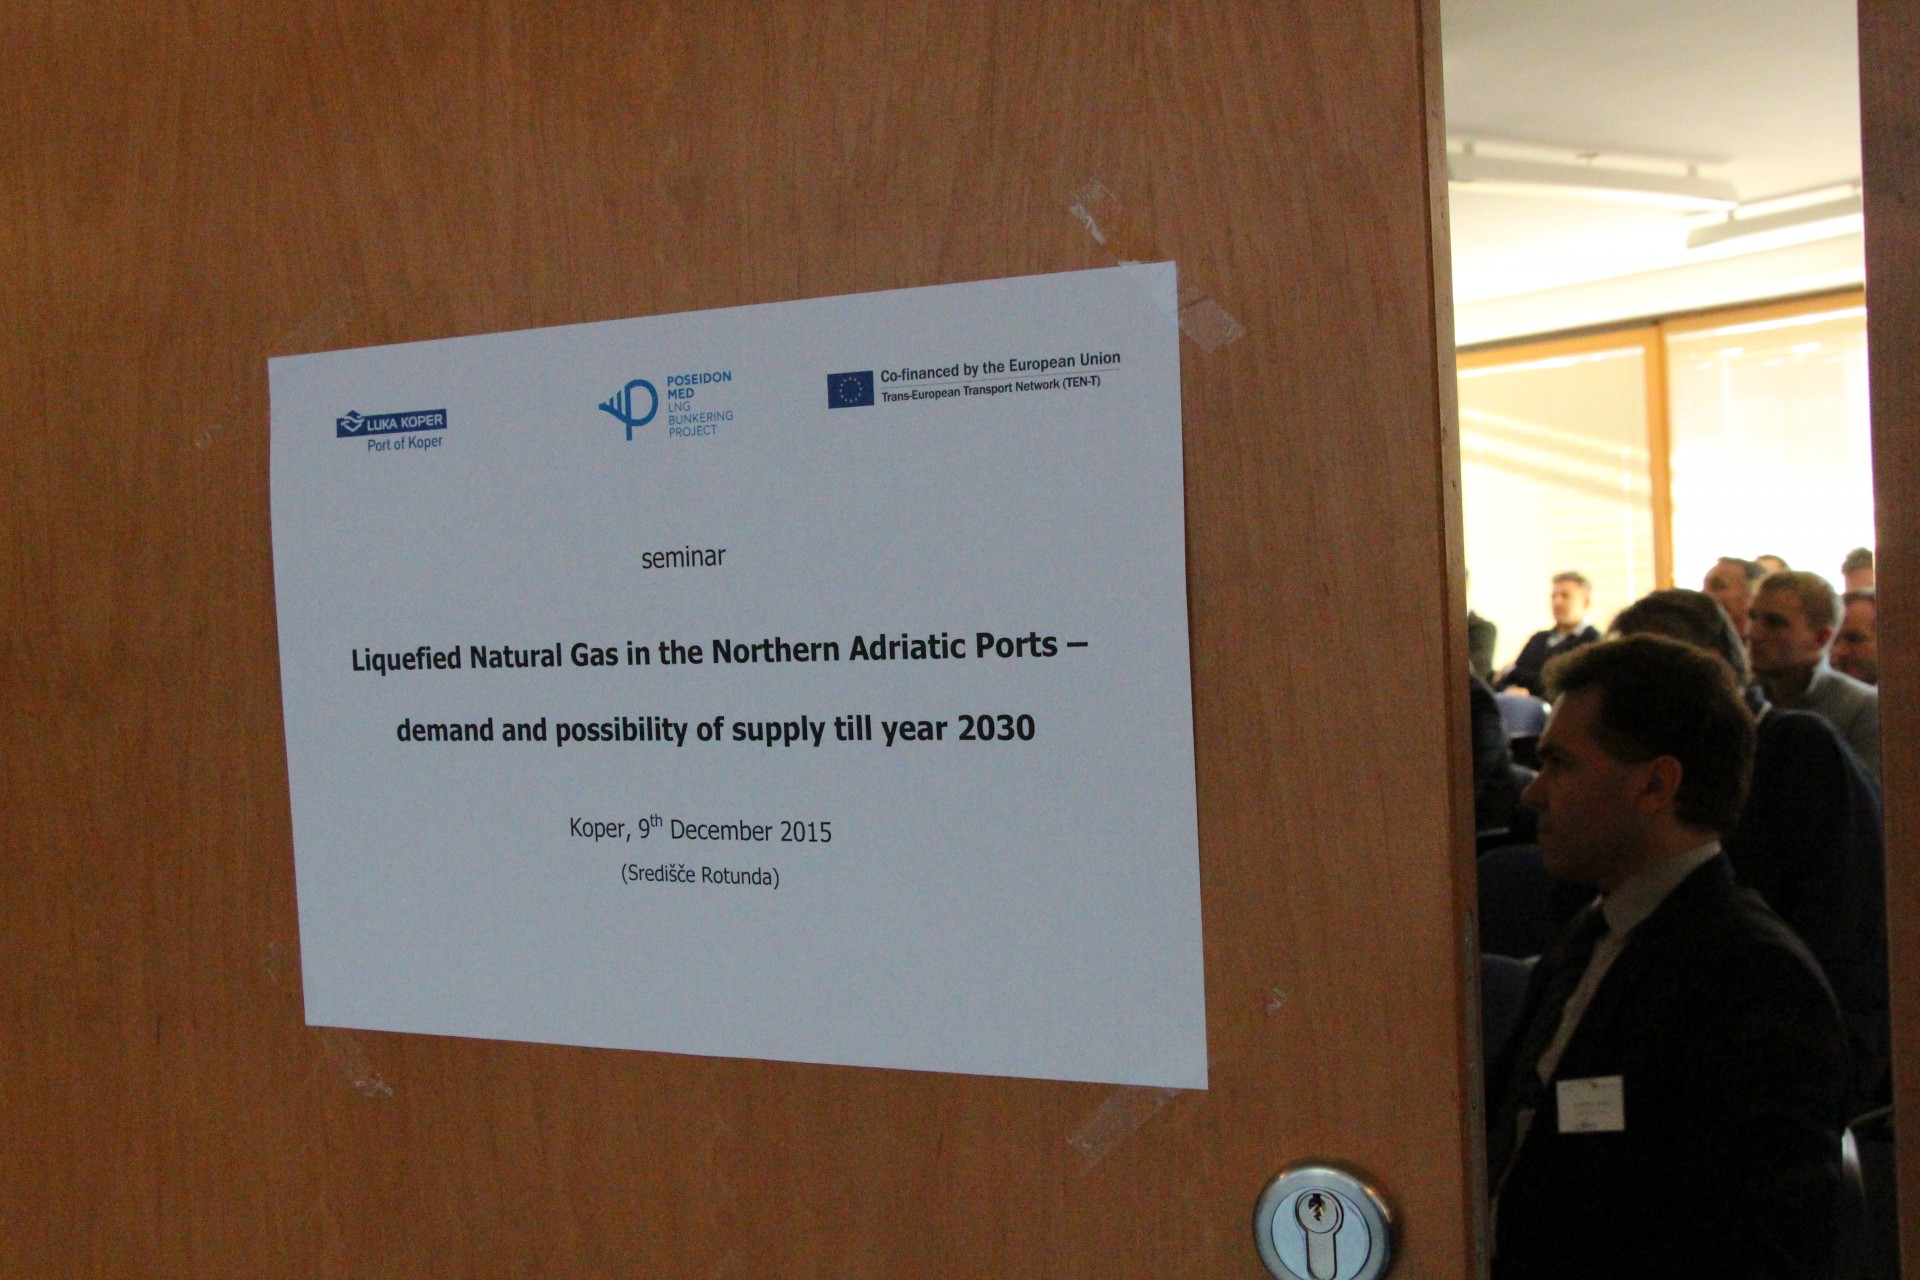 LUKA KOPER
Port of Koper
POSEIDON
MED
LNG
BUNKERING
PROJECT
Co-financed by the European Union
Trans-European Transport Network (TEN-T)
seminar
Liquefied Natural Gas in the Northern Adriatic Ports –
demand and possibility of supply till year 2030
Koper, 9th December 2015
(Središče Rotunda)